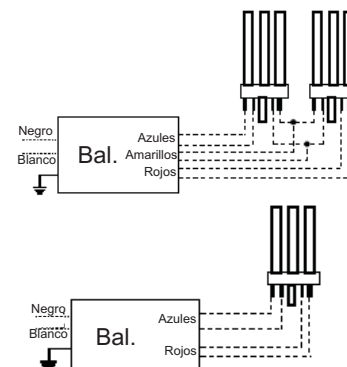 Negro
Blanco
Bal.
Azules
Amarillos
Rojos
Negro
Blanco
Bal.
Azules
Rojos